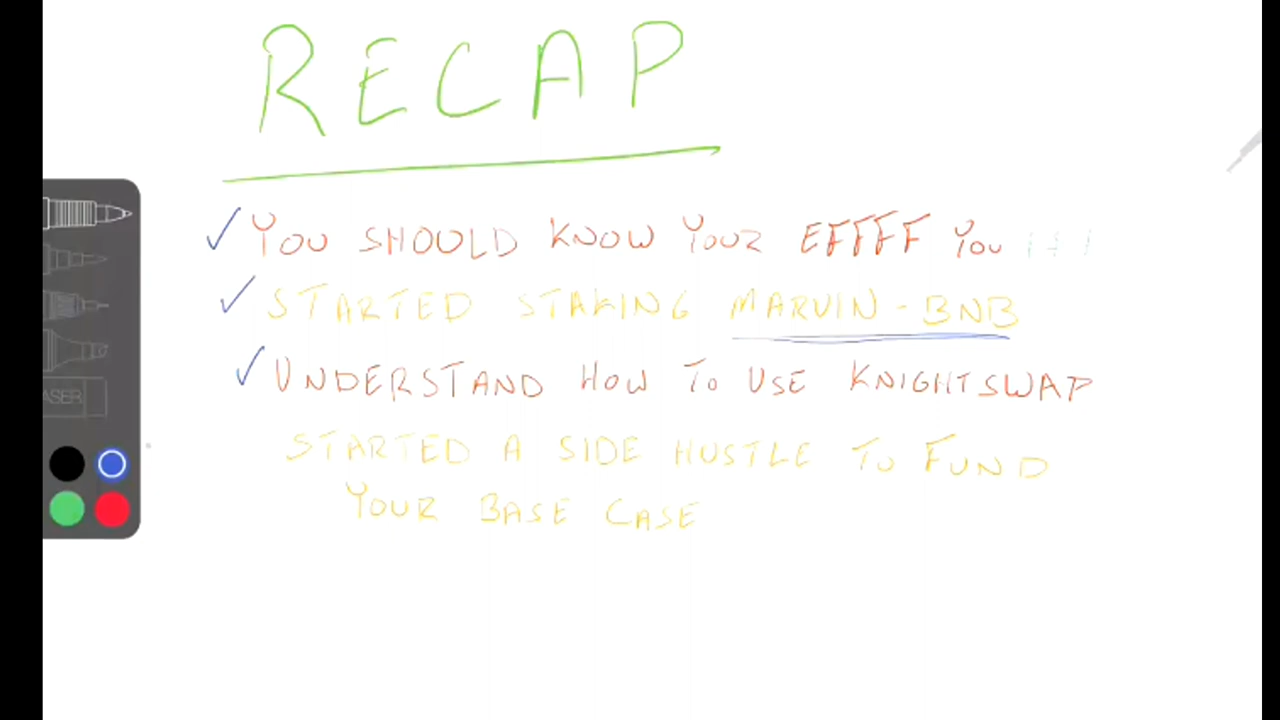 RECAP
✓ YOU SHOULD KNOW YOUR EFFFF YOU !!!
✓ STARTED STAKING MARVIN-BNB
✓ UNDERSTAND HOW TO USE KNIGHTSWAP
STARTED A SIDE HUSTLE TO FUND
YOUR BASE CASE
ASER